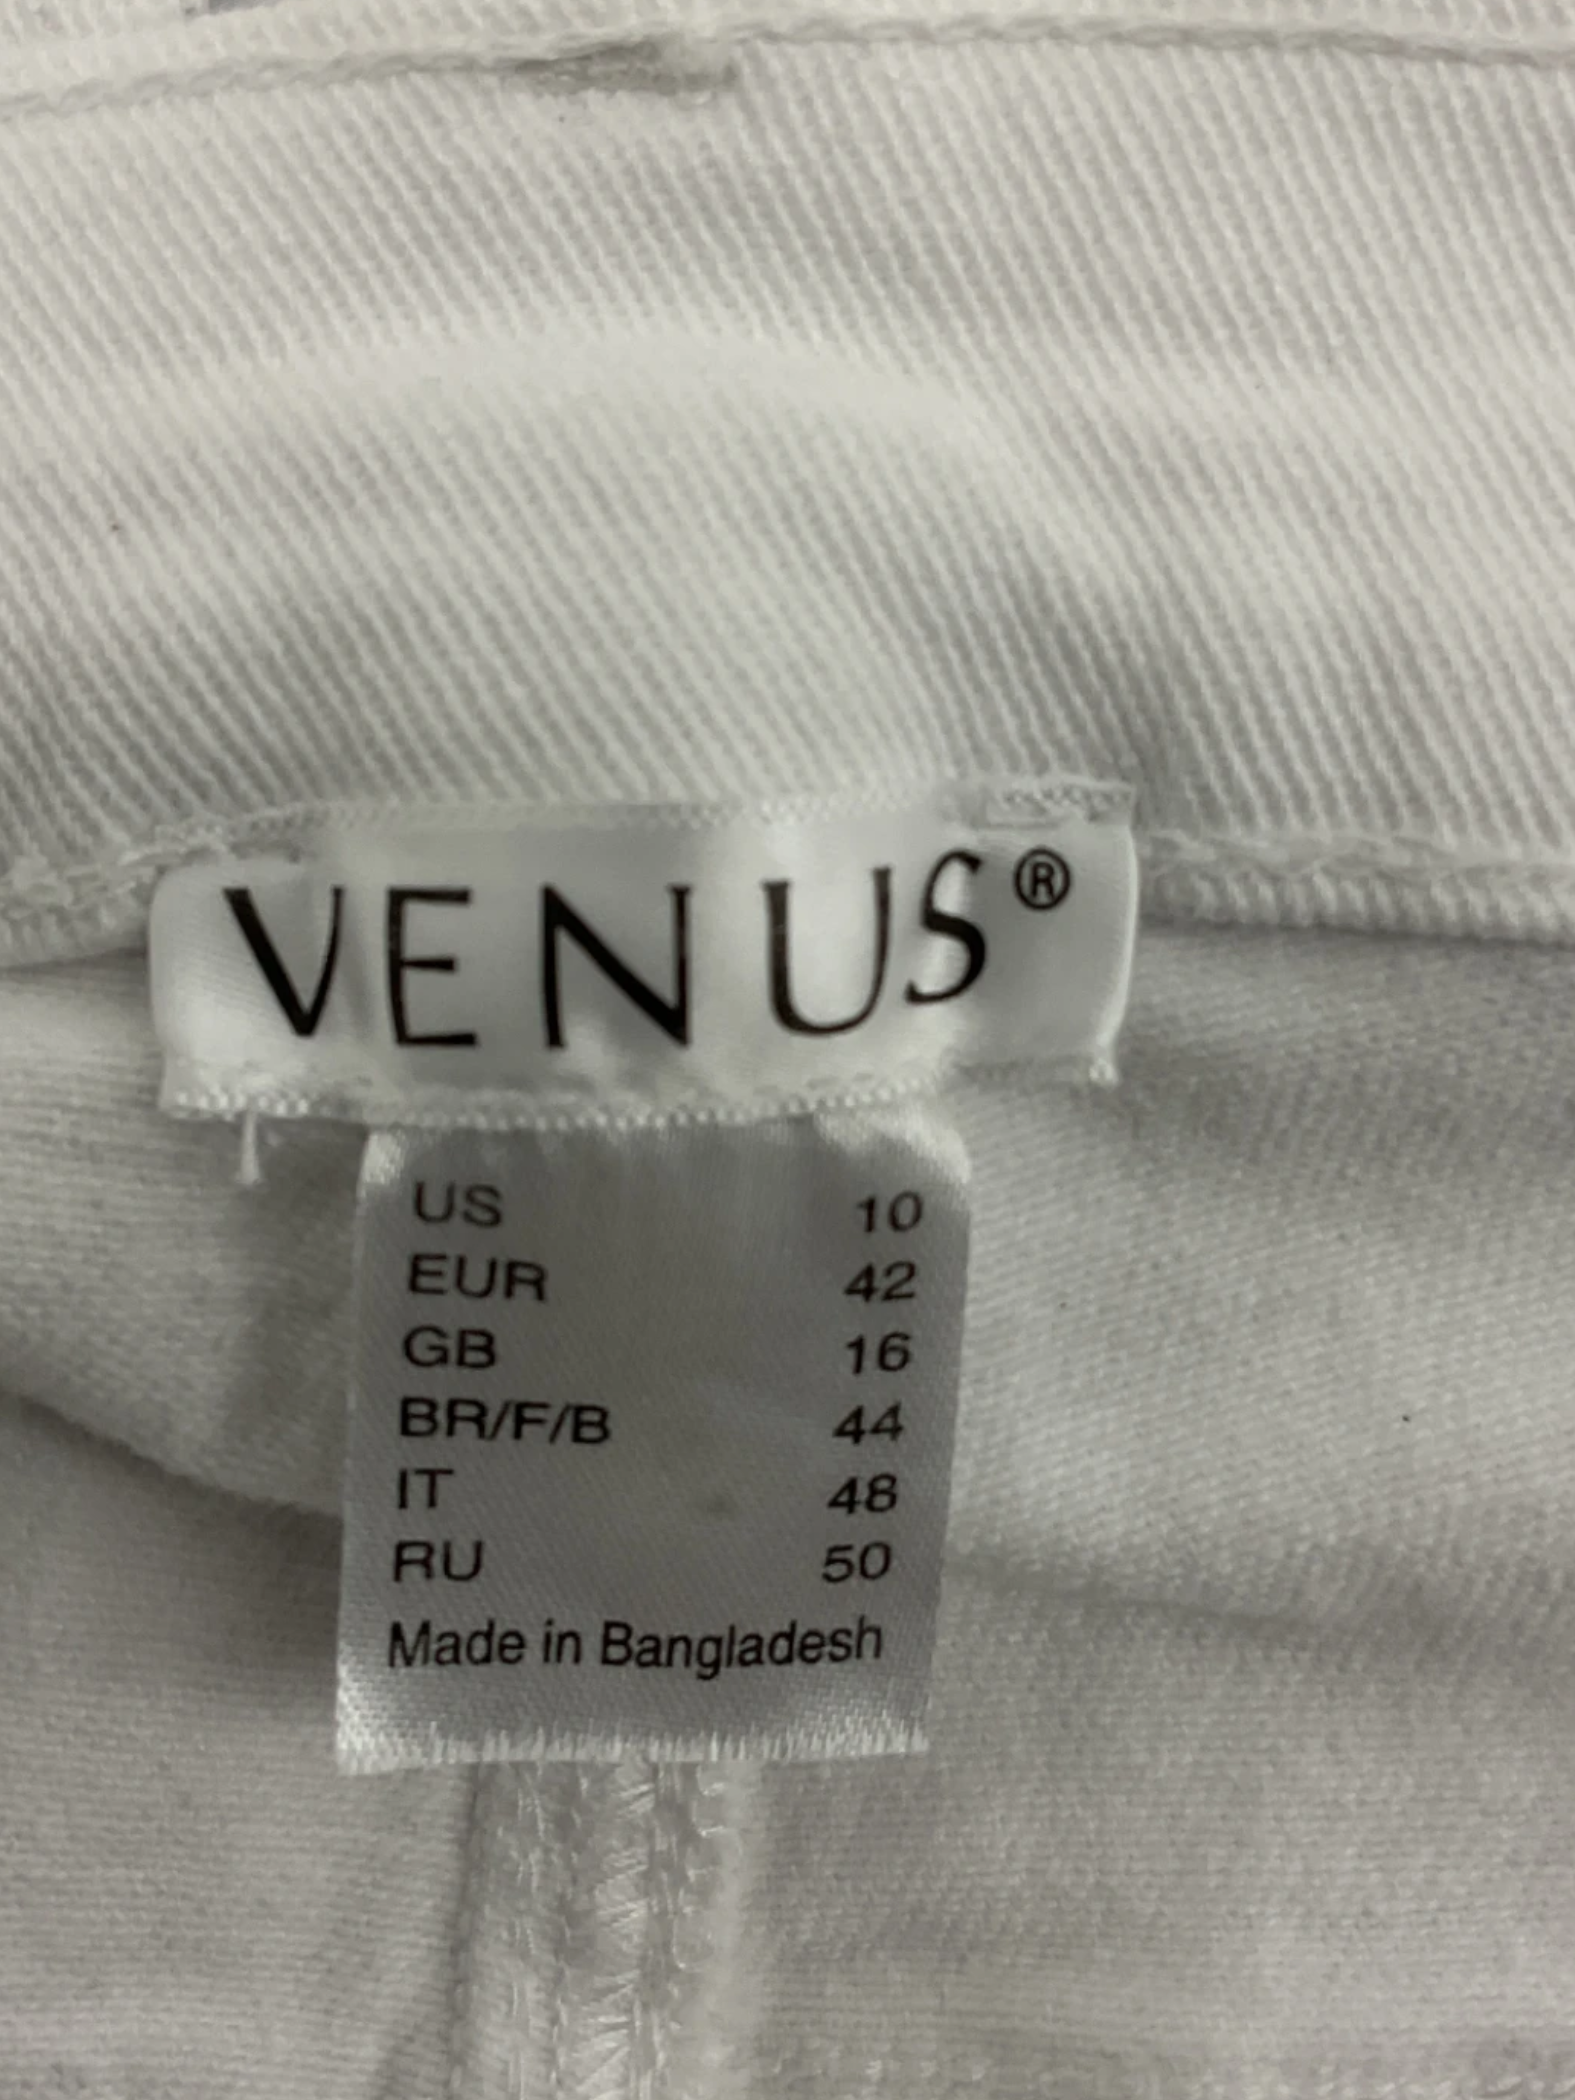 VENUS®
US 10
EUR 42
GB 16
BR/F/B 44
IT 48
RU 50
Made in Bangladesh